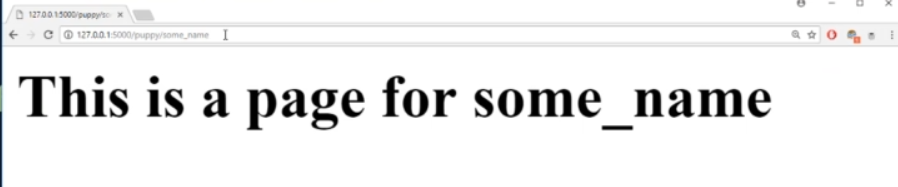 127.0.0.1:5000/puppy/so
127.0.0.1:5000/puppy/some_name
This is a page for some_name